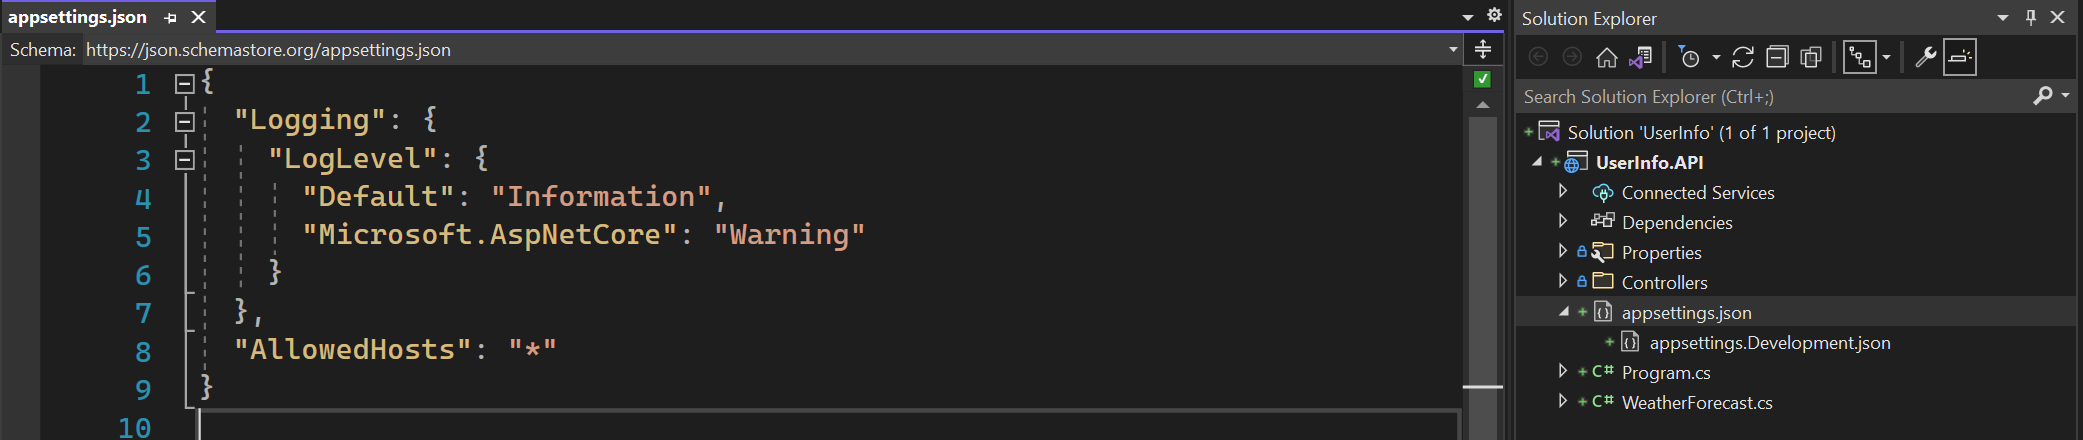 appsettings.json
Schema: https://json.schemastore.org/appsettings.json
1 {
2 "Logging": {
3 "LogLevel": {
4 "Default": "Information",
5 "Microsoft.AspNetCore": "Warning"
6 }
7 },
8 "AllowedHosts": "*"
9 }
10
Solution Explorer
Search Solution Explorer (Ctrl+;)
Solution 'UserInfo' (1 of 1 project)
UserInfo.API
Connected Services
Dependencies
Properties
Controllers
appsettings.json
appsettings.Development.json
C# Program.cs
C# WeatherForecast.cs